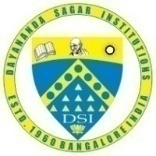 DAYANANDA SAGAR INSTITUTIONS
DSI
ESTD. 1960 BANGALORE INDIA